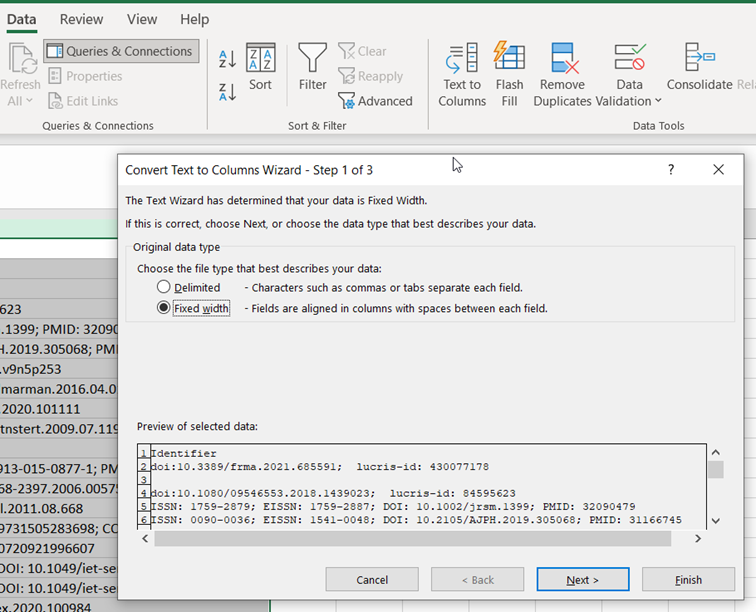 Data Review View Help
Queries & Connections
Properties
Edit Links
Refresh
All
Queries & Connections
Sort
Filter
Clear
Reapply
Advanced
Sort & Filter
Text to
Columns
Flash
Fill
Remove
Duplicates
Data
Validation
Consolidate
Rela
Data Tools
Convert Text to Columns Wizard - Step 1 of 3
The Text Wizard has determined that your data is Fixed Width.
If this is correct, choose Next, or choose the data type that best describes your data.
Original data type
Choose the file type that best describes your data:
Delimited - Characters such as commas or tabs separate each field.
Fixed width - Fields are aligned in columns with spaces between each field.
Preview of selected data:
1 Identifier
2 doi:10.3389/frma.2021.685591; lucris-id: 430077178
3
4 doi:10.1080/09546553.2018.1439023; lucris-id: 84595623
5 ISSN: 1759-2879; EISSN: 1759-2887; DOI: 10.1002/jrsm.1399; PMID: 32090479
6 ISSN: 0090-0036; EISSN: 1541-0048; DOI: 10.2105/AJPH.2019.305068; PMID: 31166745
Cancel
< Back
Next >
Finish
623
.1399; PMID: 32090
H.2019.305068; PMI
.v9n5p253
lmarman.2016.04.0
.2020.101111
tnstert.2009.07.119
913-015-0877-1; PM
68-2397.2006.00575
l.2011.08.668
9731505283698; CC
0720921996607
DOI: 10.1049/iet-se
DOI: 10.1049/iet-se
ex.2020.100984